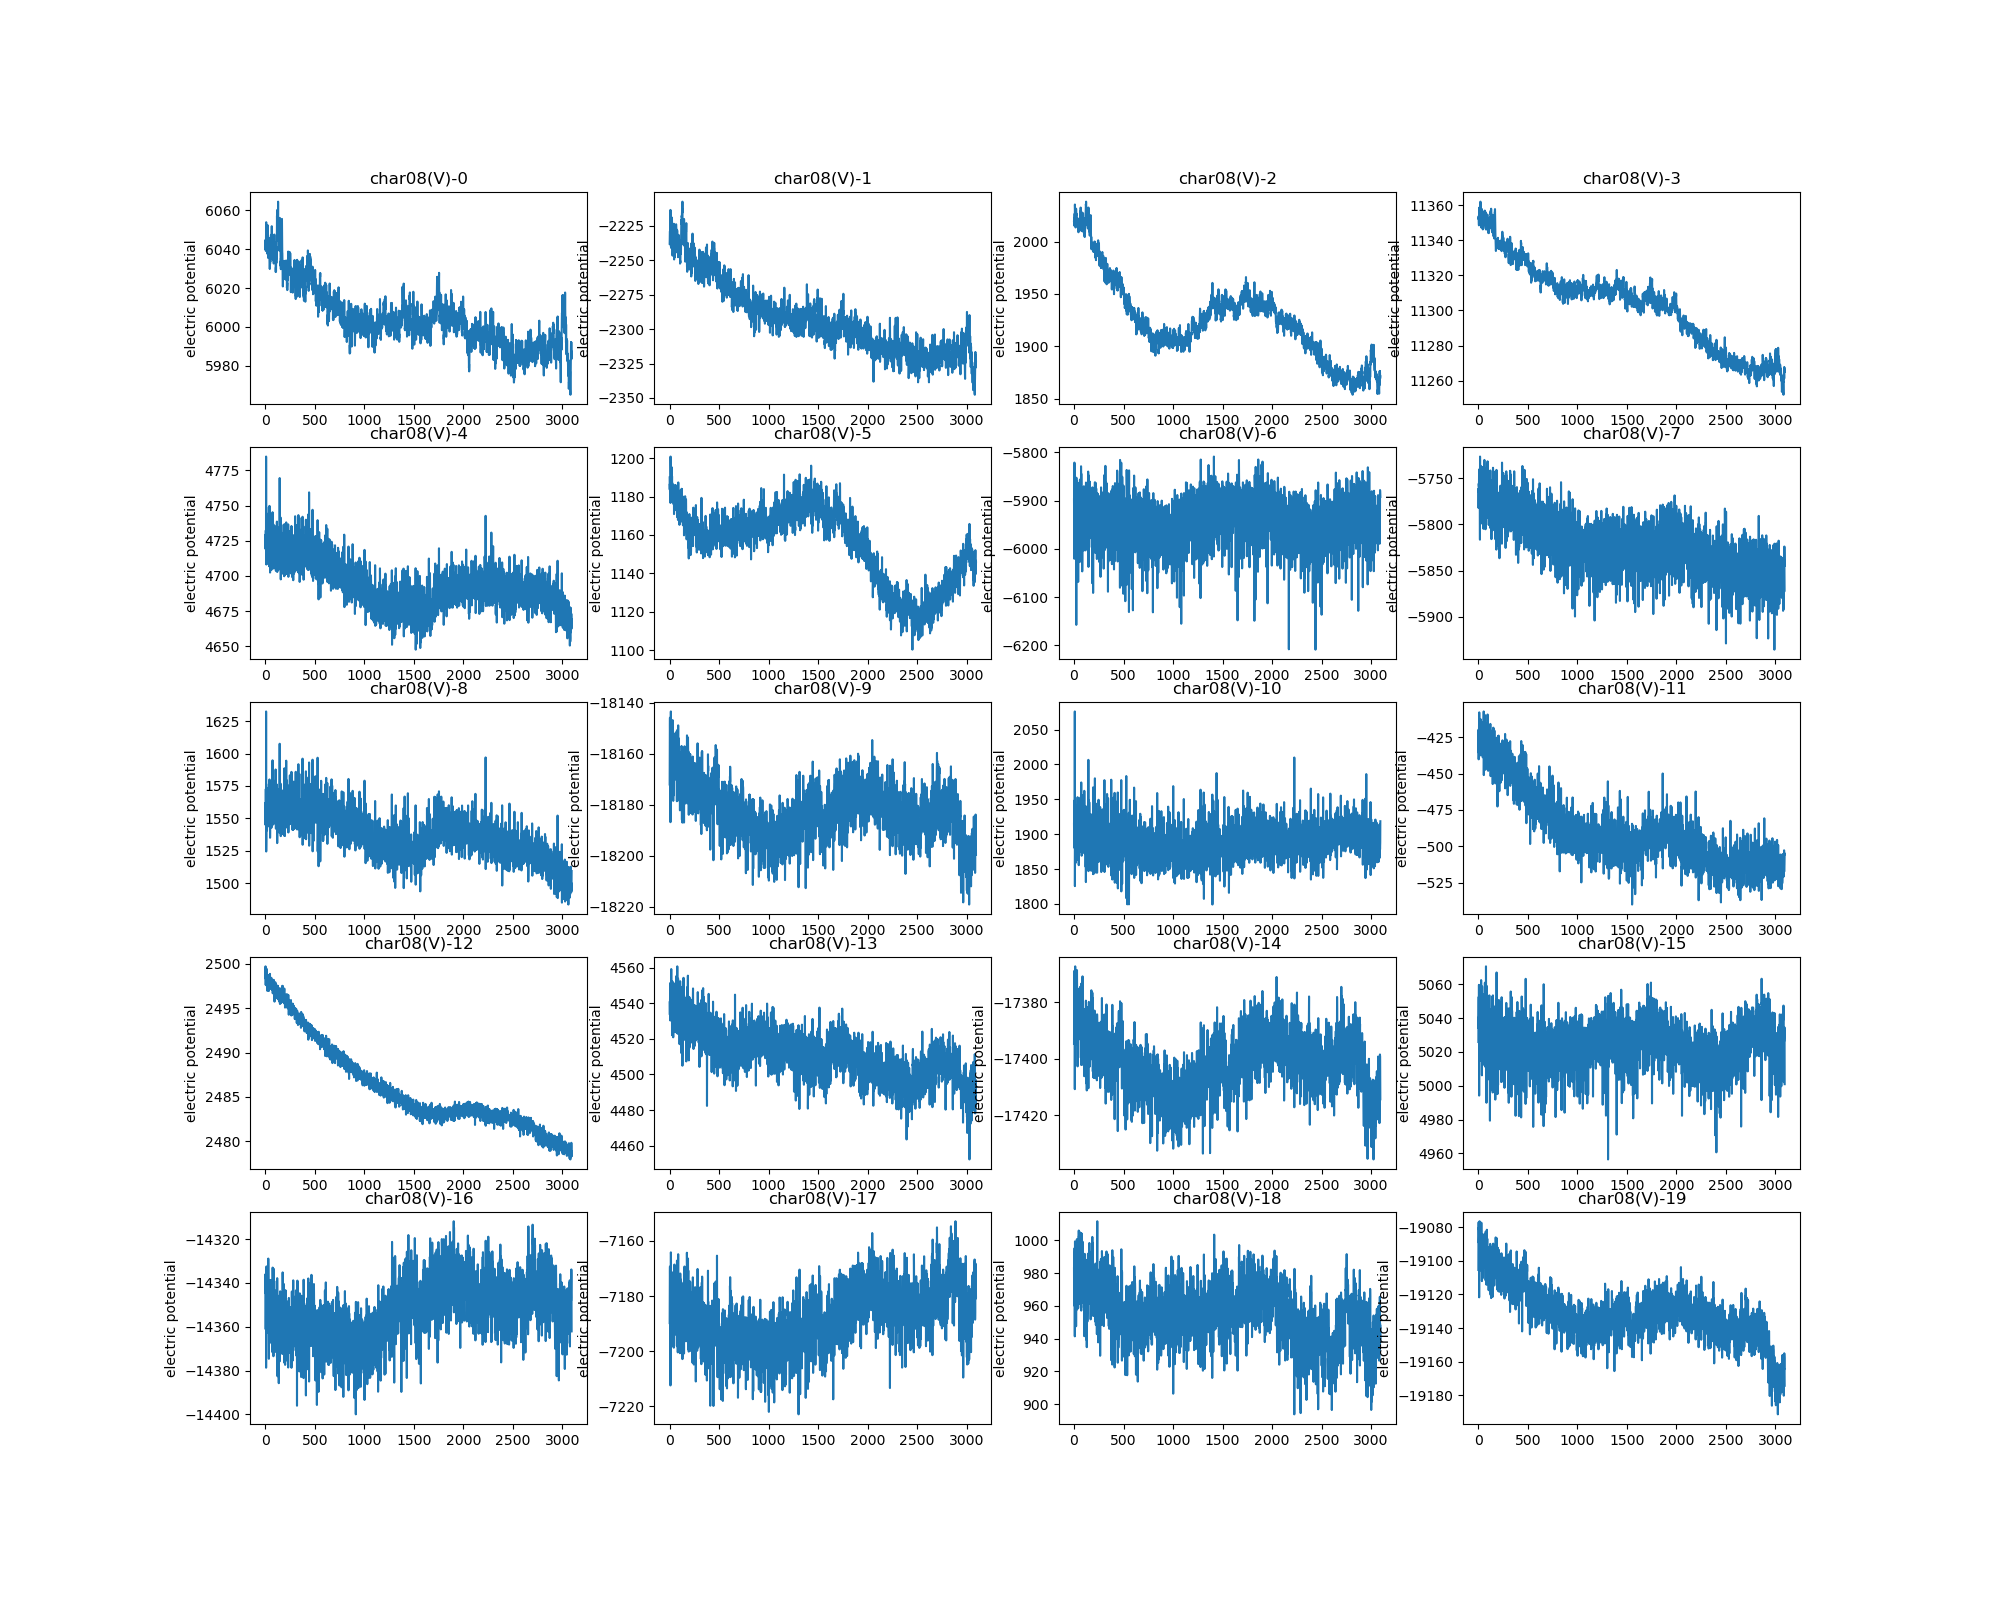 char08(V)-0 char08(V)-1 char08(V)-2 char08(V)-3
electric potential electric potential electric potential electric potential
6060 6040 6020 6000 5980
−2225 −2250 −2275 −2300 −2325 −2350
2000 1950 1900 1850
11360 11340 11320 11300 11280 11260
0 500 1000 1500 2000 2500 3000 0 500 1000 1500 2000 2500 3000 0 500 1000 1500 2000 2500 3000 0 500 1000 1500 2000 2500 3000
char08(V)-4 char08(V)-5 char08(V)-6 char08(V)-7
electric potential electric potential electric potential electric potential
4775 4750 4725 4700 4675 4650
1200 1180 1160 1140 1120 1100
−5800 −5900 −6000 −6100 −6200
−5750 −5800 −5850 −5900
0 500 1000 1500 2000 2500 3000 0 500 1000 1500 2000 2500 3000 0 500 1000 1500 2000 2500 3000 0 500 1000 1500 2000 2500 3000
char08(V)-8 char08(V)-9 char08(V)-10 char08(V)-11
electric potential electric potential electric potential electric potential
1625 1600 1575 1550 1525 1500
−18140 −18160 −18180 −18200 −18220
2050 2000 1950 1900 1850 1800
−425 −450 −475 −500 −525
0 500 1000 1500 2000 2500 3000 0 500 1000 1500 2000 2500 3000 0 500 1000 1500 2000 2500 3000 0 500 1000 1500 2000 2500 3000
char08(V)-12 char08(V)-13 char08(V)-14 char08(V)-15
electric potential electric potential electric potential electric potential
2500 2495 2490 2485 2480
4560 4540 4520 4500 4480 4460
−17380 −17400 −17420
5060 5040 5020 5000 4980 4960
0 500 1000 1500 2000 2500 3000 0 500 1000 1500 2000 2500 3000 0 500 1000 1500 2000 2500 3000 0 500 1000 1500 2000 2500 3000
char08(V)-16 char08(V)-17 char08(V)-18 char08(V)-19
electric potential electric potential electric potential electric potential
−14320 −14340 −14360 −14380 −14400
−7160 −7180 −7200 −7220
1000 980 960 940 920 900
−19080 −19100 −19120 −19140 −19160 −19180
0 500 1000 1500 2000 2500 3000 0 500 1000 1500 2000 2500 3000 0 500 1000 1500 2000 2500 3000 0 500 1000 1500 2000 2500 3000